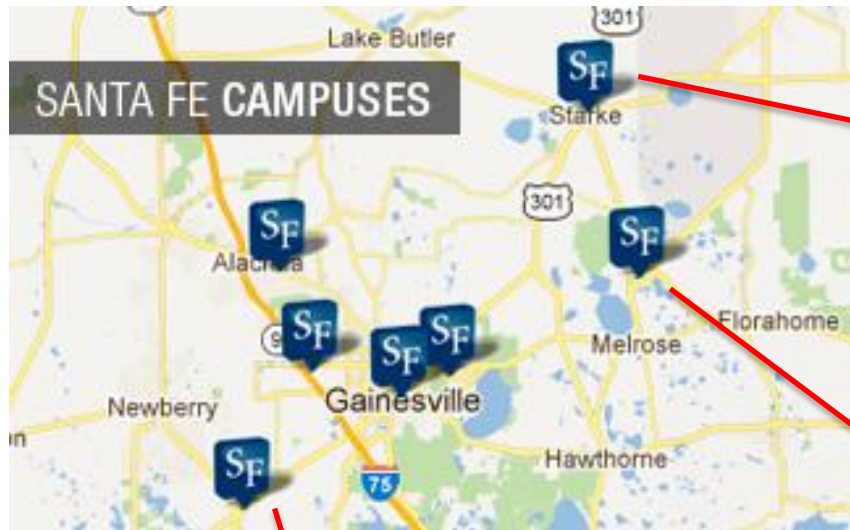 301
Lake Butler
SF
SANTA FE CAMPUSES
Starke
301
SF
SF
Alachua
SF
Florahome
SF
SF
Melrose
Gainesville
Newberry
Hawthorne
SF
75